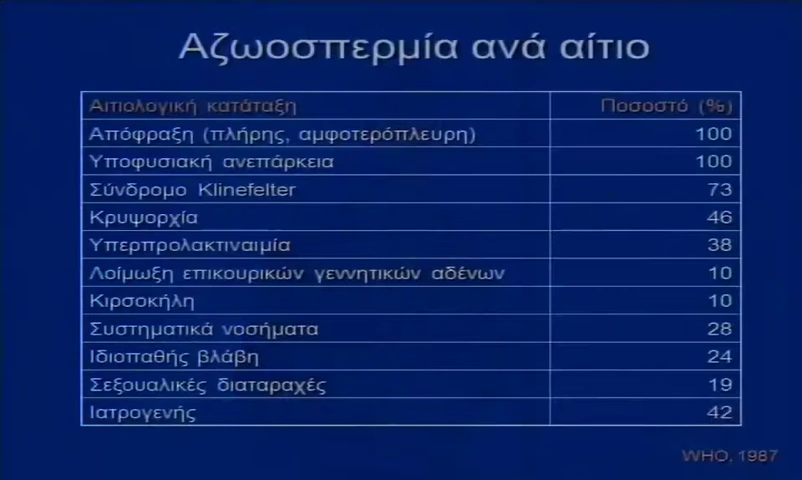 Αζωοσπερμία ανά αίτιο
Αιτιολογική κατάταξη Ποσοστό (%)
Απόφραξη (πλήρης, αμφοτερόπλευρη) 100
Υποφυσιακή ανεπάρκεια 100
Σύνδρομο Klinefelter 73
Κρυψορχία 46
Υπερπρολακτιναιμία 38
Λοίμωξη επικουρικών γεννητικών αδένων 10
Κιρσοκήλη 10
Συστηματικά νοσήματα 28
Ιδιοπαθής βλάβη 24
Σεξουαλικές διαταραχές 19
Ιατρογενής 42
WHO, 1987